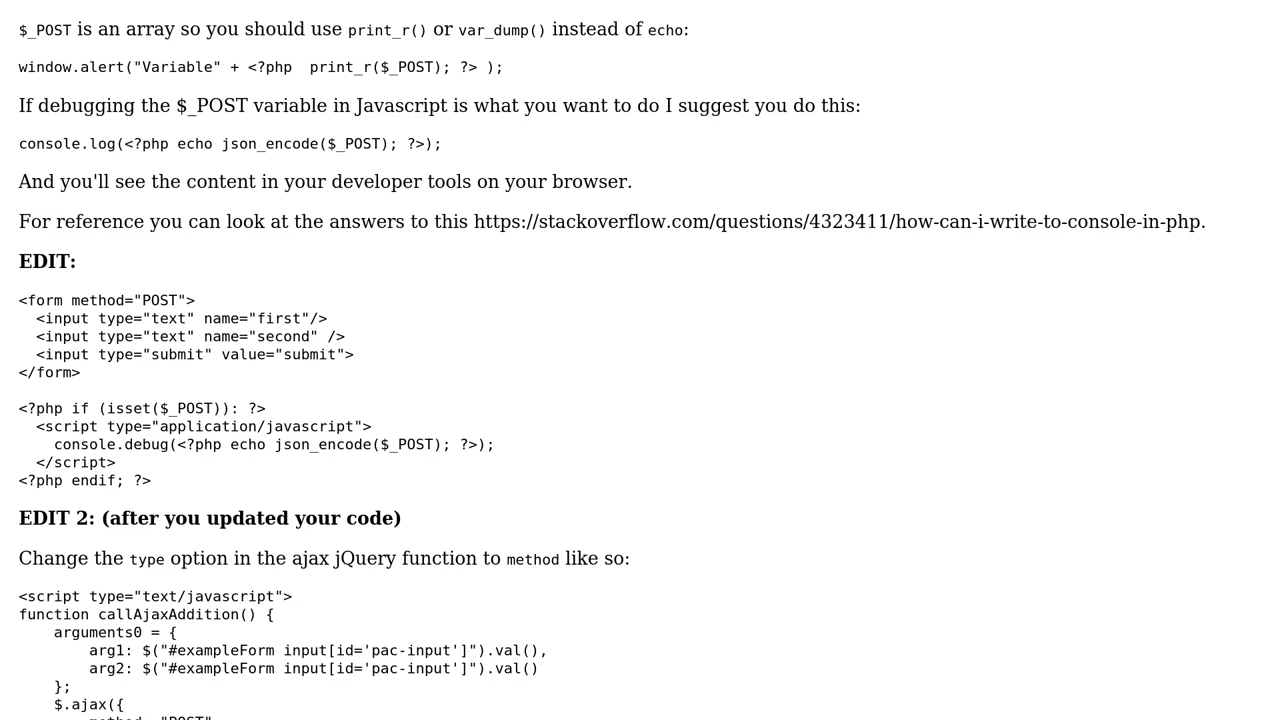 $_POST is an array so you should use print_r() or var_dump() instead of echo:
window.alert("Variable" + <?php  print_r($_POST); ?> );
If debugging the $_POST variable in Javascript is what you want to do I suggest you do this:
console.log(<?php echo json_encode($_POST); ?>);
And you'll see the content in your developer tools on your browser.
For reference you can look at the answers to this https://stackoverflow.com/questions/4323411/how-can-i-write-to-console-in-php.
EDIT:
<form method="POST">
  <input type="text" name="first"/>
  <input type="text" name="second" />
  <input type="submit" value="submit">
</form>
<?php if (isset($_POST)): ?>
  <script type="application/javascript">
    console.debug(<?php echo json_encode($_POST); ?>);
  </script>
<?php endif; ?>
EDIT 2: (after you updated your code)
Change the type option in the ajax jQuery function to method like so:
<script type="text/javascript">
function callAjaxAddition() {
    arguments0 = {
        arg1: $("#exampleForm input[id='pac-input']").val(),
        arg2: $("#exampleForm input[id='pac-input']").val()
    };
    $.ajax({
        method: "POST",